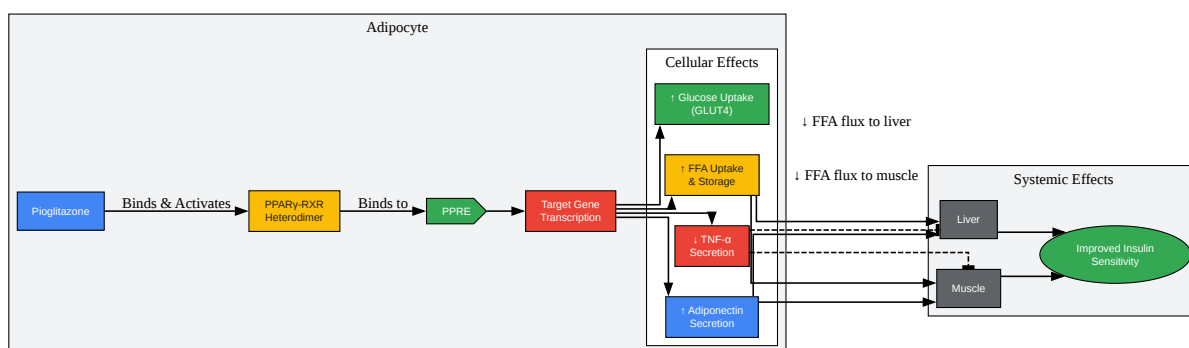 Adipocyte
Cellular Effects
↑ Glucose Uptake
(GLUT4)
↓ FFA flux to liver
↑ FFA Uptake
& Storage
↓ FFA flux to muscle
Systemic Effects
Pioglitazone
Binds & Activates
PPARγ-RXR
Heterodimer
Binds to
PPRE
Target Gene
Transcription
↓ TNF-α
Secretion
Liver
Improved Insulin
Sensitivity
Muscle
↑ Adiponectin
Secretion